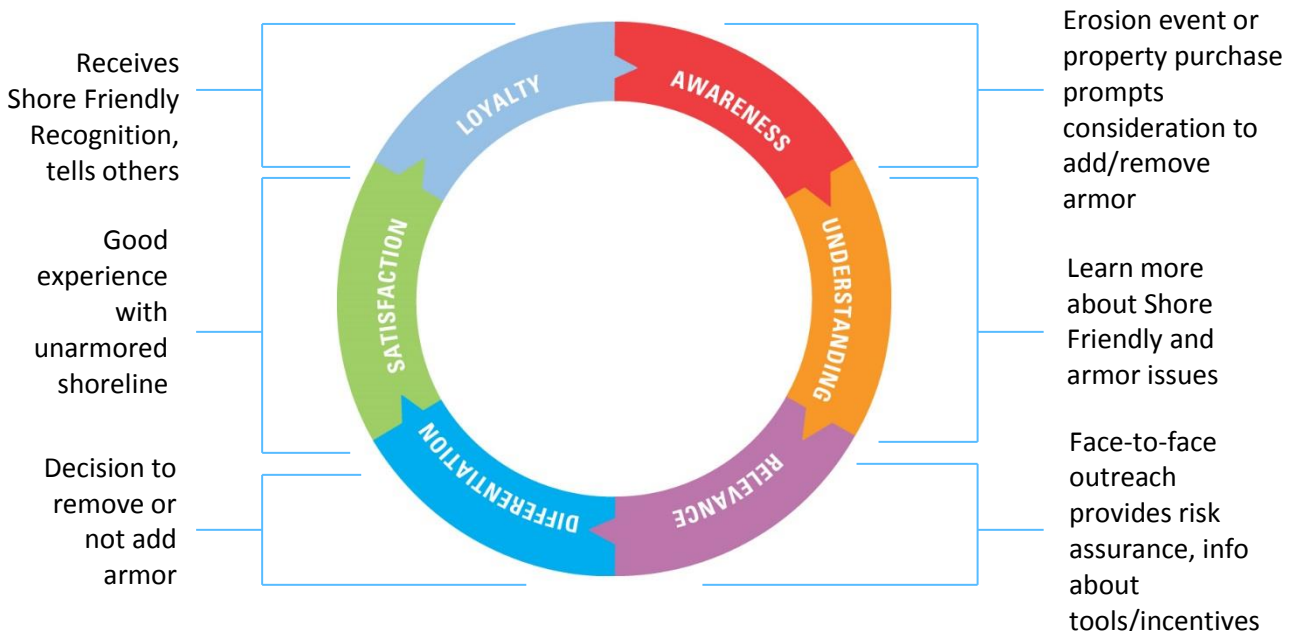 Erosion event or
property purchase
prompts
consideration to
add/remove
armor
Receives
Shore Friendly
Recognition,
tells others
LOYALTY
AWARENESS
Good
experience
with
unarmored
shoreline
SATISFACTION
UNDERSTANDING
Learn more
about Shore
Friendly and
armor issues
Decision to
remove or
not add
armor
DIFFERENTIATION
RELEVANCE
Face-to-face
outreach
provides risk
assurance, info
about
tools/incentives